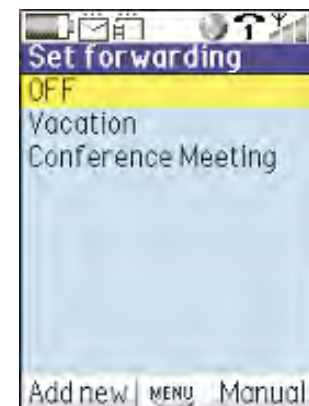 Set forwarding
OFF
Vacation
Conference Meeting
Add new MENU Manual